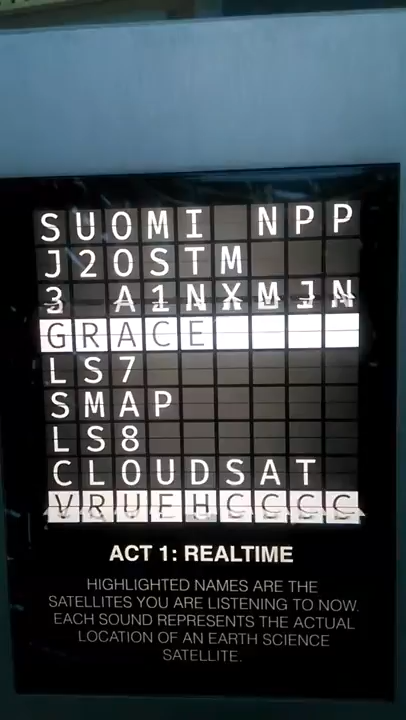 SUOMI NPP
J2OSTM
GRACE
LS7
SMAP
LS8
CLOUDSAT
ACT 1: REALTIME
HIGHLIGHTED NAMES ARE THE
SATELLITES YOU ARE LISTENING TO NOW.
EACH SOUND REPRESENTS THE ACTUAL
LOCATION OF AN EARTH SCIENCE
SATELLITE.